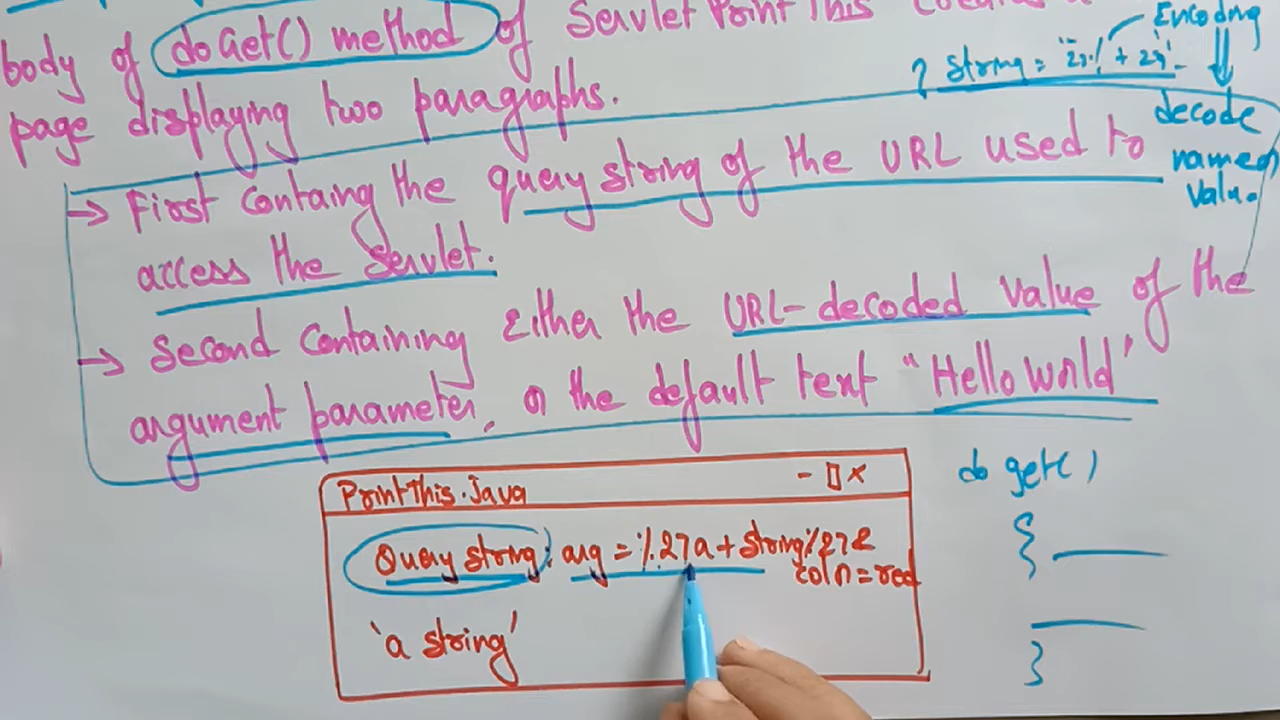 body of doGet() method of Servlet PrintThis
page displaying two paragraphs.
Encoding
? string = '27% + 27'
decode
name &
value.
→ First containg the query string of the URL used to
access the Servlet.
→ Second containing Either the URL-decoded value of the
argument parameter, or the default text "Hello World"
PrintThis.Java - □ ×
Query string: arg = %27a+string%27&
color=red
'a string'
do get()
{
}